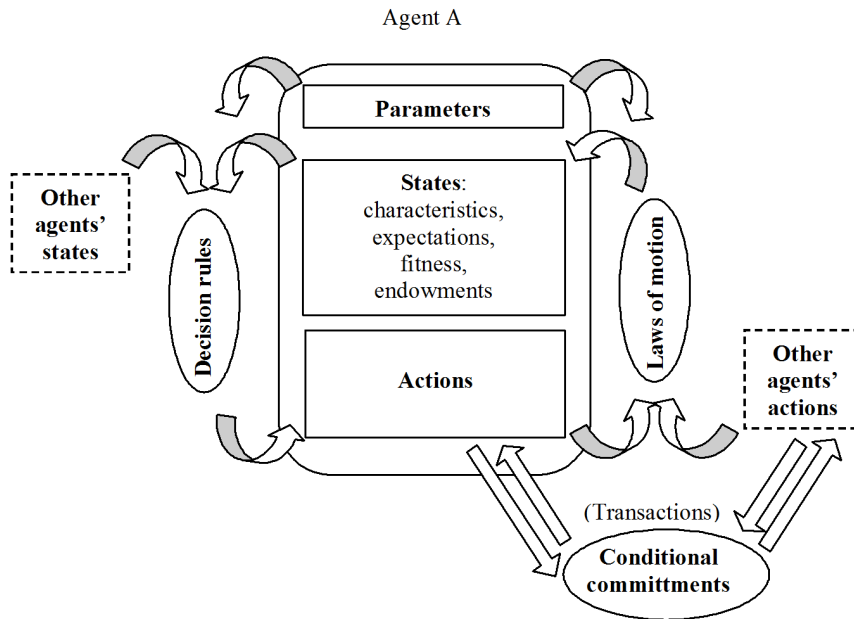 Agent A
Parameters
States:
characteristics,
expectations,
fitness,
endowments
Other
agents’
states
Decision rules
Laws of motion
Actions
Other
agents’
actions
(Transactions)
Conditional
committments